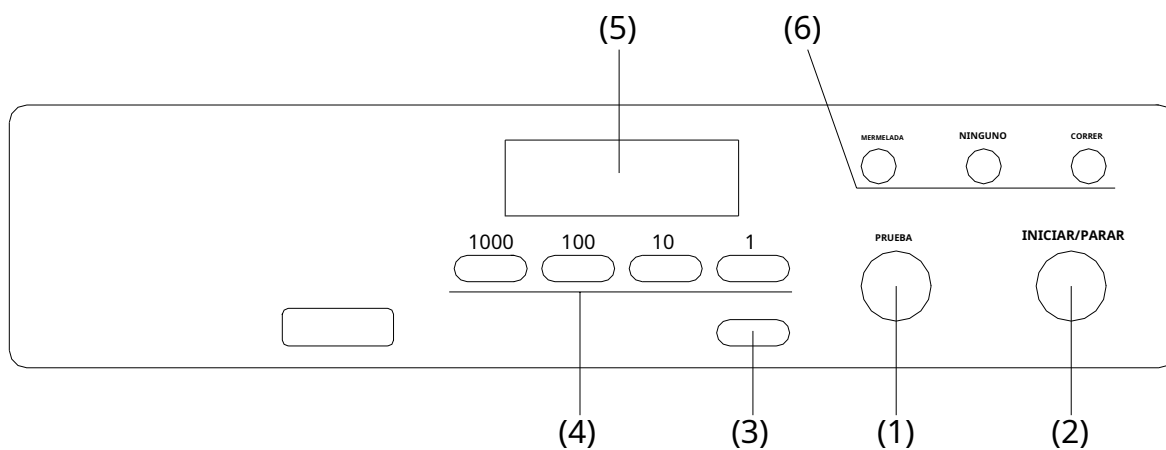 (5) (6)
MERMELADA NINGUNO CORRER
1000 100 10 1
PRUEBA INICIAR/PARAR
(4) (3) (1) (2)